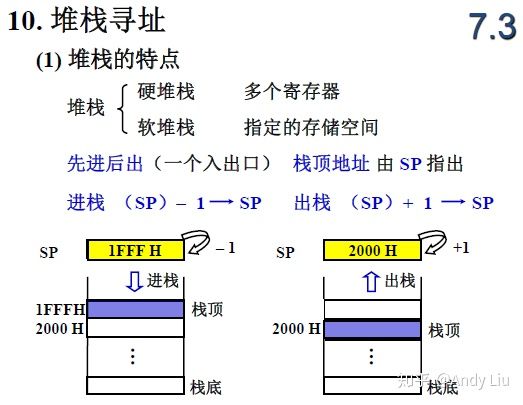 10. 堆栈寻址
7.3
(1) 堆栈的特点
堆栈
硬堆栈 多个寄存器
软堆栈 指定的存储空间
先进后出（一个入出口） 栈顶地址 由 SP 指出
进栈 （SP）– 1 → SP 出栈 （SP）+ 1 → SP
SP 1FFF H – 1
进栈
1FFFH 栈顶
2000 H
⋮
栈底
SP 2000 H +1
出栈
2000 H 栈顶
⋮
栈底
知乎 @Andy Liu